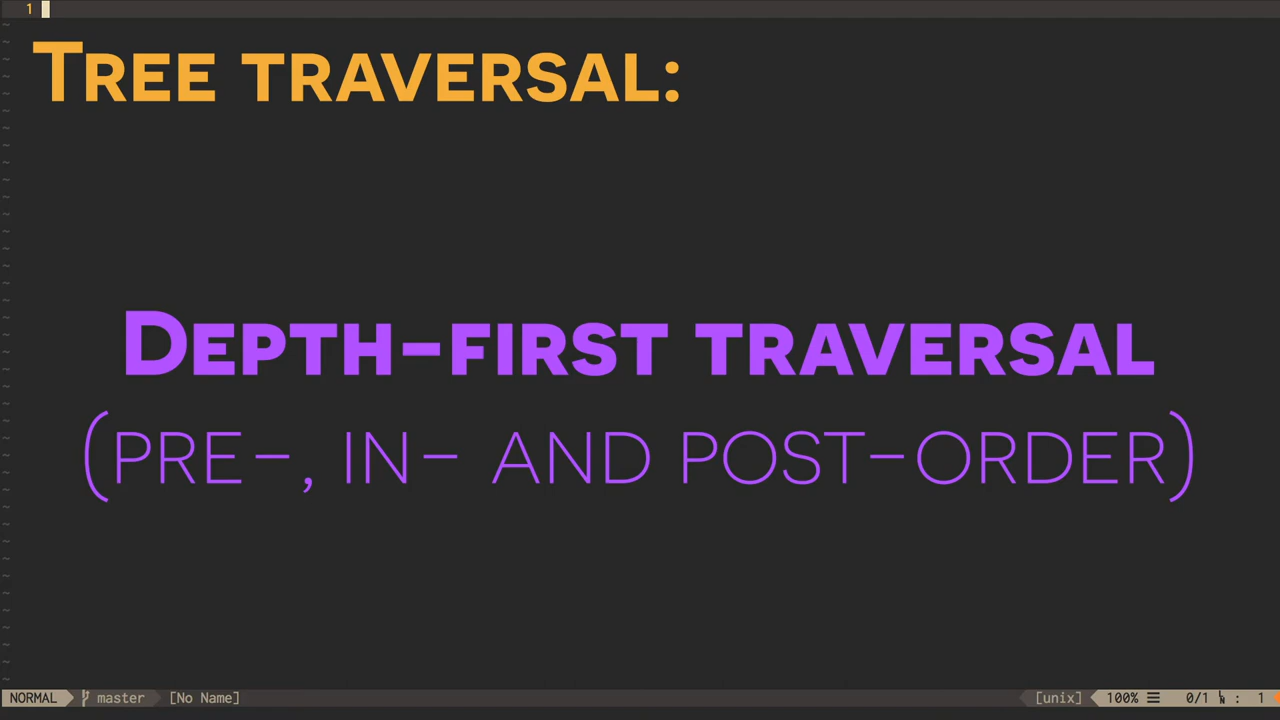 1
Tree traversal:
Depth-first traversal
(pre-, in- and post-order)
NORMAL master [No Name] [unix] 100% ☰ 0/1 ㏑ : 1